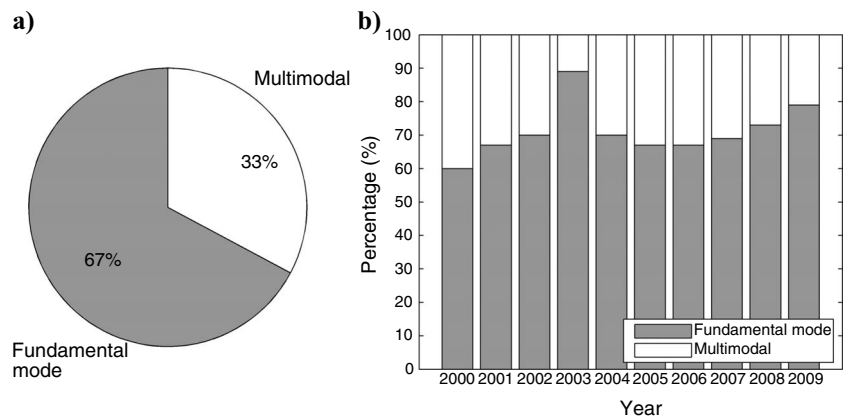 a)
Multimodal
33%
67%
Fundamental
mode
b)
100
90
80
70
60
50
40
30
20
10
0
Percentage (%)
Fundamental mode
Multimodal
2000 2001 2002 2003 2004 2005 2006 2007 2008 2009
Year